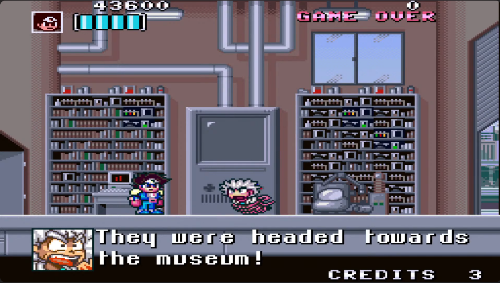 43600 0
GAME OVER
They were headed towards
the museum!
CREDITS 3